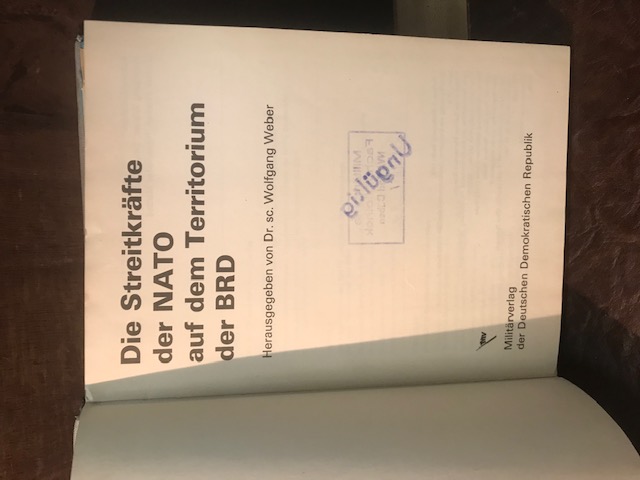 Die Streitkräfte
der NATO
auf dem Territorium
der BRD
Herausgegeben von Dr. sc. Wolfgang Weber
Ungültig
Militärverlag
der Deutschen Demokratischen Republik